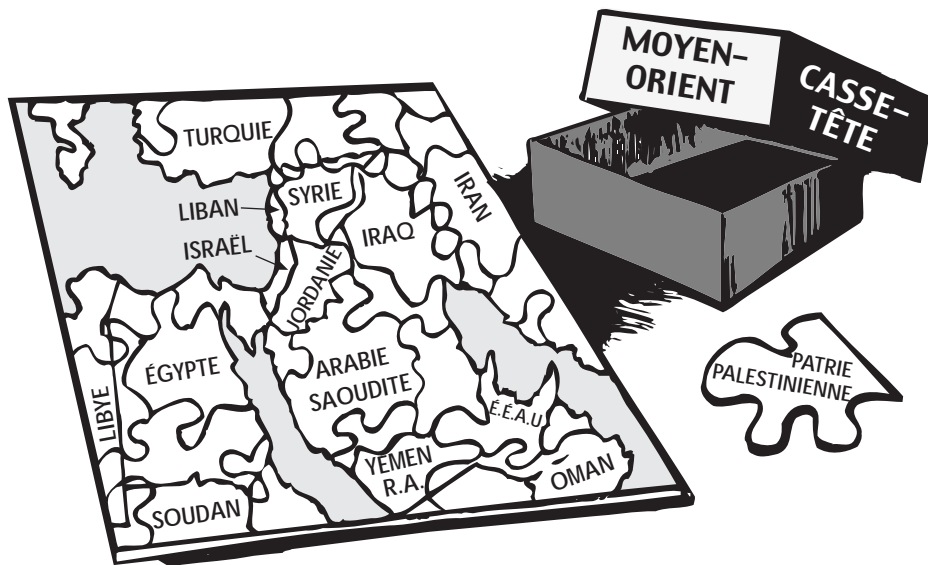 MOYEN-
ORIENT
CASSE-
TÊTE
TURQUIE
SYRIE
LIBAN
IRAQ
IRAN
ISRAËL
JORDANIE
ÉGYPTE
ARABIE
SAOUDITE
LIBYE
É.É.A.U
YÉMEN
R.A.
OMAN
SOUDAN
PATRIE
PALESTINIENNE